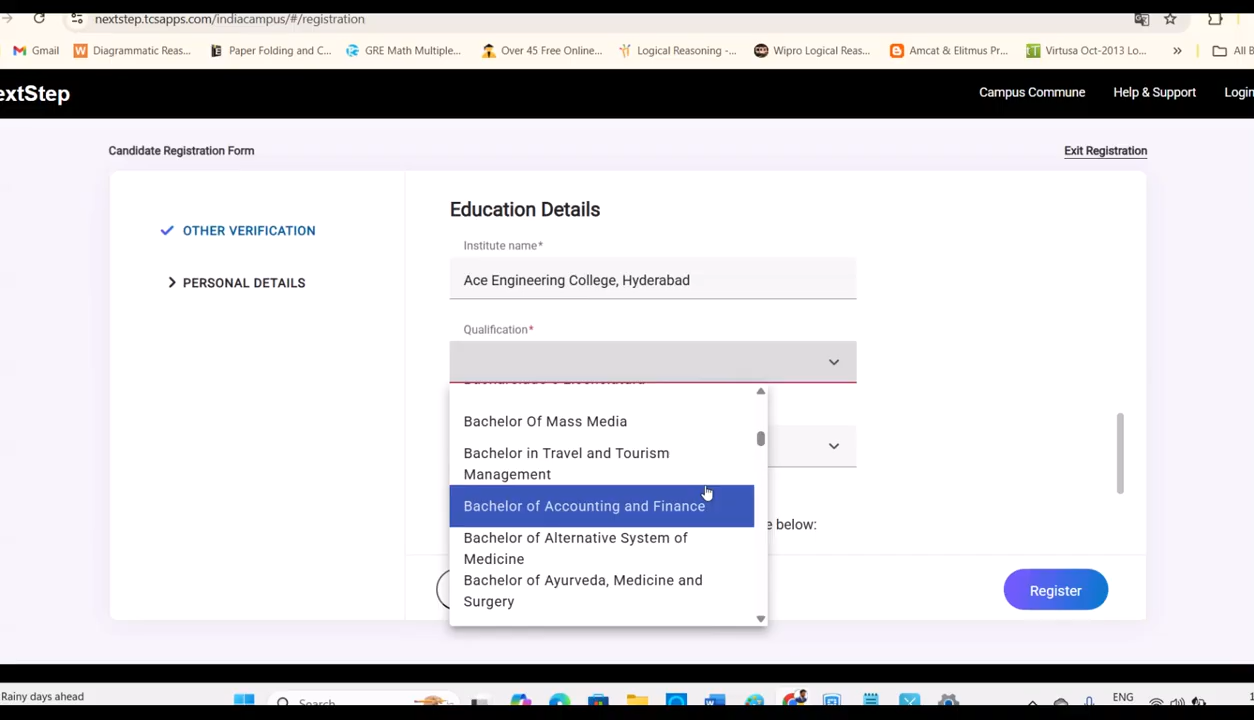 nextstep.tcsapps.com/indiacampus/#/registration
Gmail Diagrammatic Reas... Paper Folding and C... GRE Math Multiple... Over 45 Free Online... Logical Reasoning -... Wipro Logical Reas... Amcat & Elitmus Pr... Virtusa Oct-2013 Lo... » All B
extStep Campus Commune Help & Support Login
Candidate Registration Form Exit Registration
OTHER VERIFICATION
PERSONAL DETAILS
Education Details
Institute name*
Ace Engineering College, Hyderabad
Qualification*
Bachelor Of Mass Media
Bachelor in Travel and Tourism
Management
Bachelor of Accounting and Finance
Bachelor of Alternative System of
Medicine
Bachelor of Ayurveda, Medicine and
Surgery
e below:
Register
Rainy days ahead Search ENG